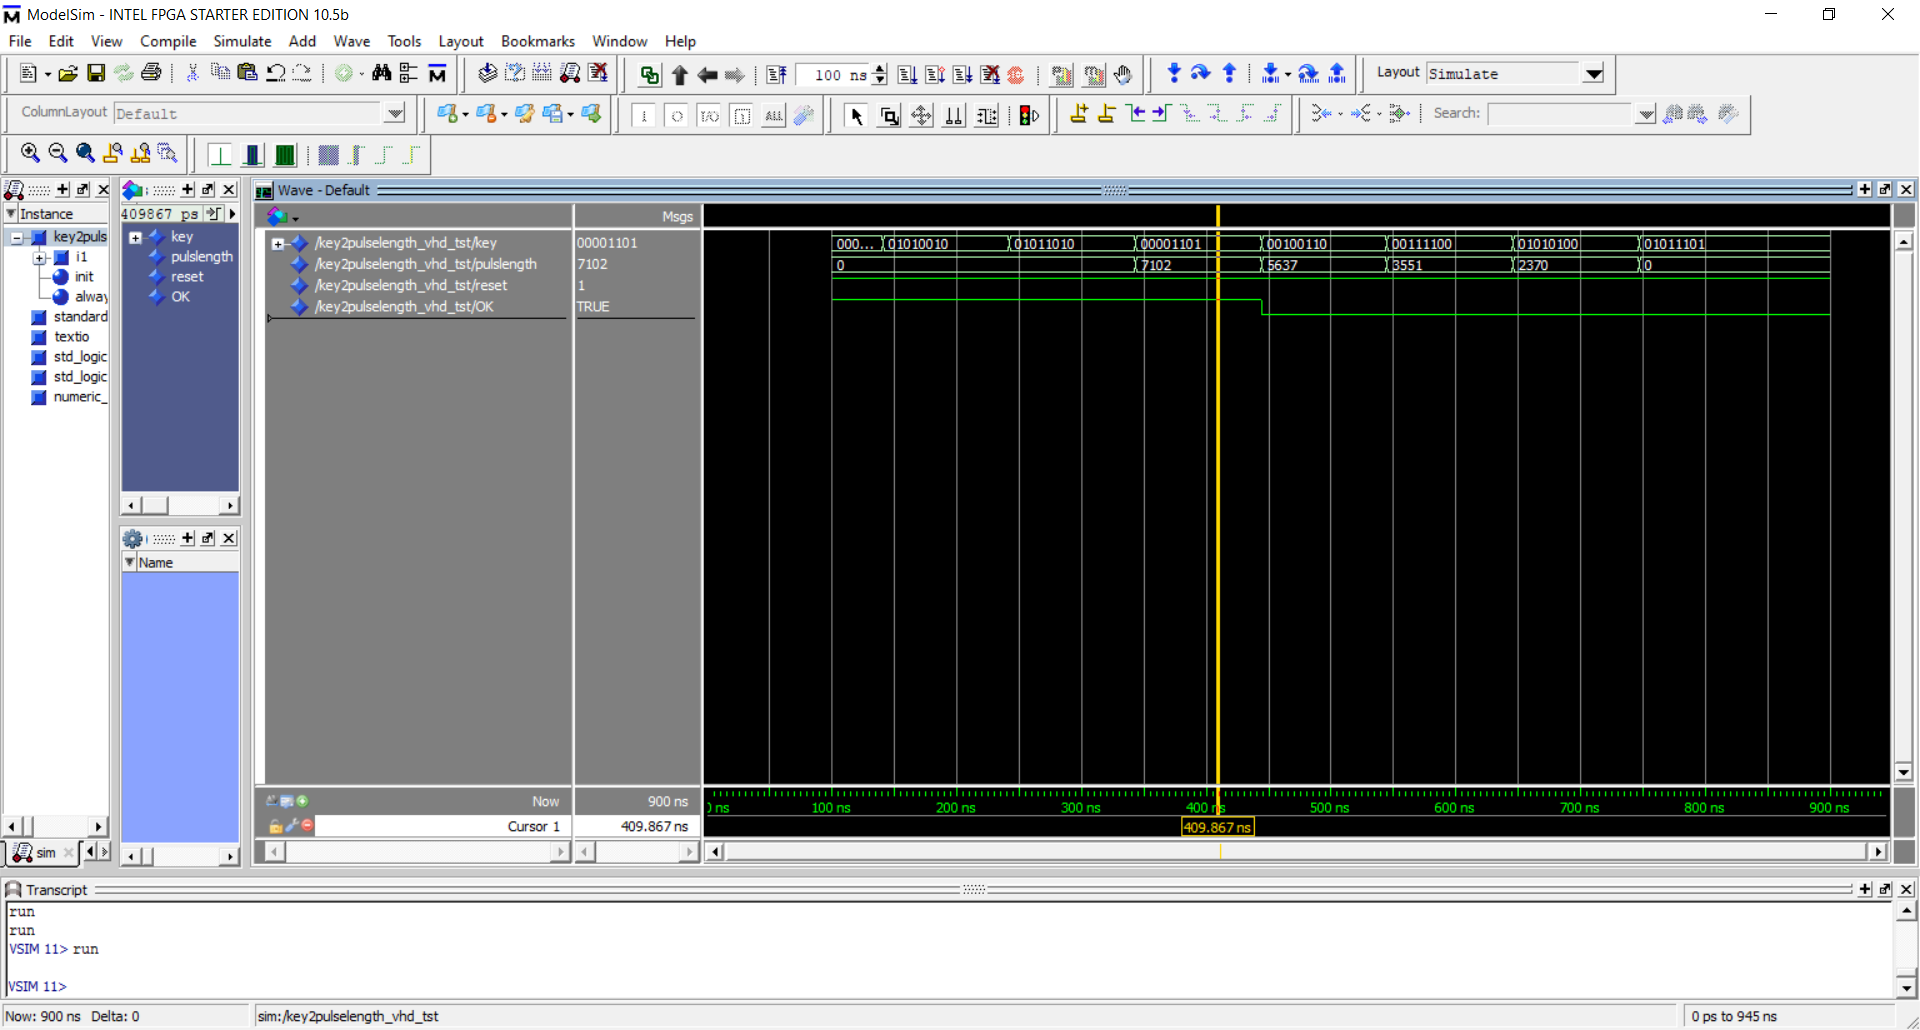 ModelSim - INTEL FPGA STARTER EDITION 10.5b
File Edit View Compile Simulate Add Wave Tools Layout Bookmarks Window Help
100 ns
Layout Simulate
ColumnLayout Default
Search:
Wave - Default
Instance
409867 ps
Msgs
key2puls
i1
init
alway
standard
textio
std_logic
std_logic
numeric_
key
pulslength
reset
OK
/key2pulselength_vhd_tst/key 00001101
/key2pulselength_vhd_tst/pulslength 7102
/key2pulselength_vhd_tst/reset 1
/key2pulselength_vhd_tst/OK TRUE
000... 01010010 01011010 00001101 00100110 00111100 01010100 01011101
0 7102 5637 3551 2370 0
Name
Now 900 ns
Cursor 1 409.867 ns
ns 100 ns 200 ns 300 ns 400 ns 500 ns 600 ns 700 ns 800 ns 900 ns
409.867 ns
sim
Transcript
run
run
VSIM 11> run
VSIM 11>
Now: 900 ns Delta: 0
sim:/key2pulselength_vhd_tst
0 ps to 945 ns